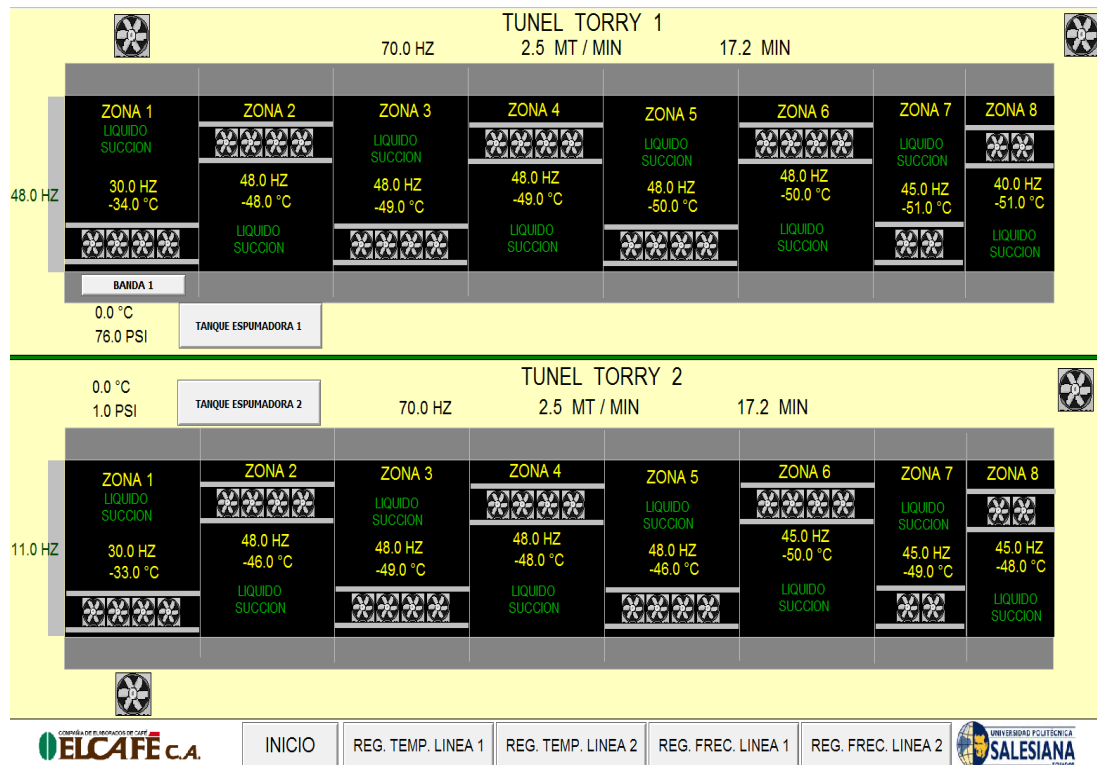 TUNEL TORRY 1
70.0 HZ 2.5 MT / MIN 17.2 MIN
48.0 HZ
ZONA 1
LIQUIDO
SUCCION
30.0 HZ
-34.0 °C
ZONA 2
48.0 HZ
-48.0 °C
LIQUIDO
SUCCION
ZONA 3
LIQUIDO
SUCCION
48.0 HZ
-49.0 °C
ZONA 4
48.0 HZ
-49.0 °C
LIQUIDO
SUCCION
ZONA 5
LIQUIDO
SUCCION
48.0 HZ
-50.0 °C
ZONA 6
48.0 HZ
-50.0 °C
LIQUIDO
SUCCION
ZONA 7
LIQUIDO
SUCCION
45.0 HZ
-51.0 °C
ZONA 8
40.0 HZ
-51.0 °C
LIQUIDO
SUCCION
BANDA 1
0.0 °C
76.0 PSI
TANQUE ESPUMADORA 1
TUNEL TORRY 2
0.0 °C
1.0 PSI
TANQUE ESPUMADORA 2
70.0 HZ 2.5 MT / MIN 17.2 MIN
11.0 HZ
ZONA 1
LIQUIDO
SUCCION
30.0 HZ
-33.0 °C
ZONA 2
48.0 HZ
-46.0 °C
LIQUIDO
SUCCION
ZONA 3
LIQUIDO
SUCCION
48.0 HZ
-49.0 °C
ZONA 4
48.0 HZ
-48.0 °C
LIQUIDO
SUCCION
ZONA 5
LIQUIDO
SUCCION
48.0 HZ
-46.0 °C
ZONA 6
45.0 HZ
-50.0 °C
LIQUIDO
SUCCION
ZONA 7
LIQUIDO
SUCCION
45.0 HZ
-49.0 °C
ZONA 8
45.0 HZ
-48.0 °C
LIQUIDO
SUCCION
COMPAÑIA DE ELABORADOS DE CAFÉ
ELCAFÉ C.A.
INICIO
REG. TEMP. LINEA 1
REG. TEMP. LINEA 2
REG. FREC. LINEA 1
REG. FREC. LINEA 2
UNIVERSIDAD POLITÉCNICA
SALESIANA
ECUADOR